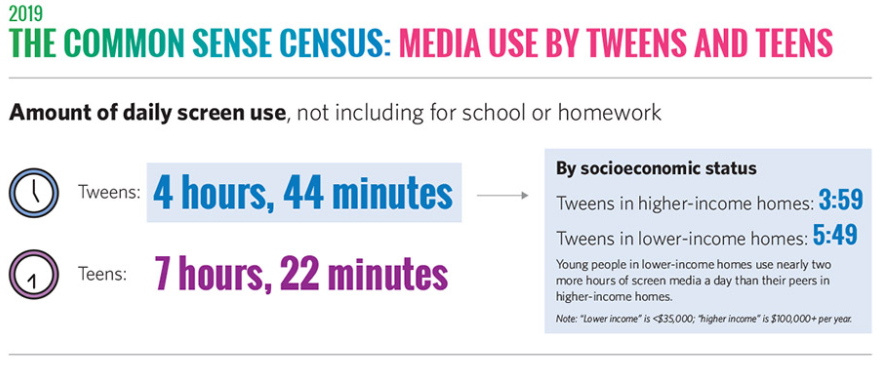 2019
THE COMMON SENSE CENSUS: MEDIA USE BY TWEENS AND TEENS
Amount of daily screen use, not including for school or homework
Tweens: 4 hours, 44 minutes
Teens: 7 hours, 22 minutes
By socioeconomic status
Tweens in higher-income homes: 3:59
Tweens in lower-income homes: 5:49
Young people in lower-income homes use nearly two
more hours of screen media a day than their peers in
higher-income homes.
Note: "Lower income" is <$35,000; "higher income" is $100,000+ per year.